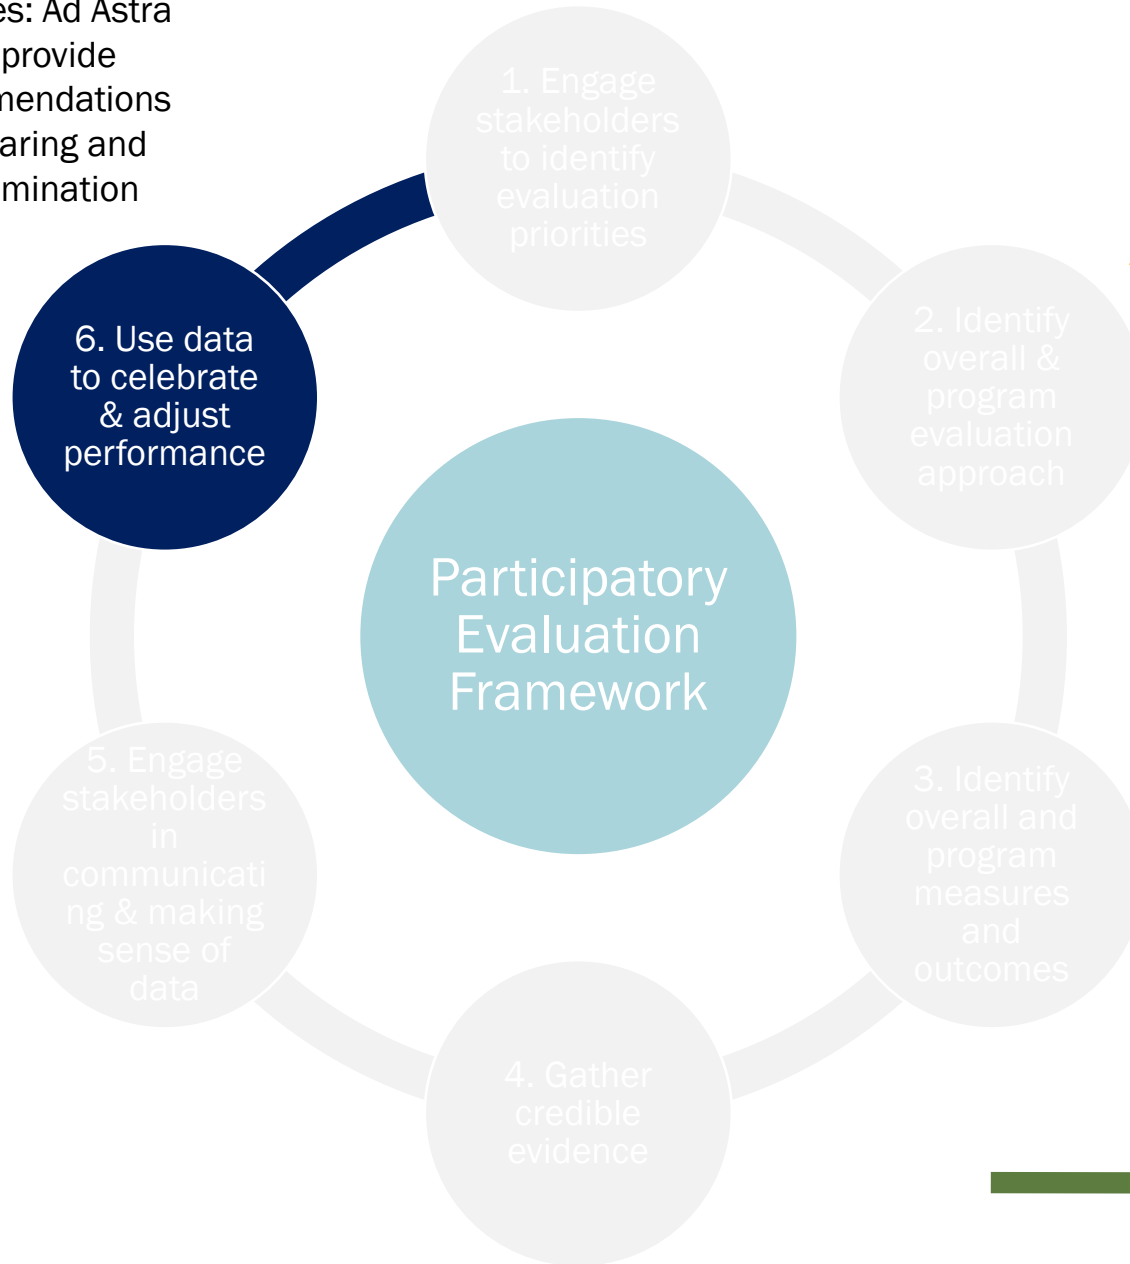 es: Ad Astra
provide
mendations
aring and
mination
1. Engage
stakeholders
to identify
evaluation
priorities
2. Identify
overall &
program
evaluation
approach
3. Identify
overall and
program
measures
and
outcomes
4. Gather
credible
evidence
5. Engage
stakeholders
in
communicati
ng & making
sense of
data
6. Use data
to celebrate
& adjust
performance
Participatory
Evaluation
Framework